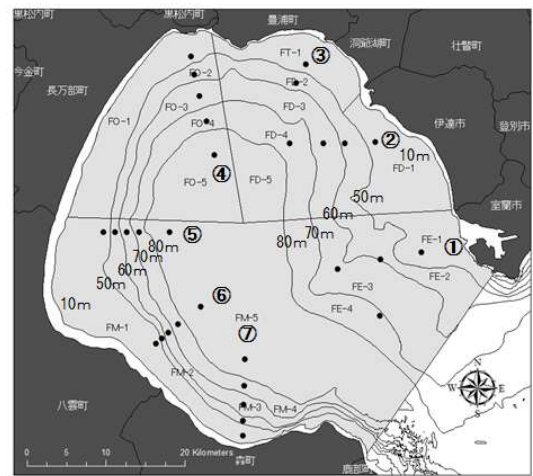 黒松内町
黒松内町
豊浦町
洞爺湖町
壮瞥町
今金町
長万部町
伊達市
登別市
室蘭市
八雲町
森町
鹿部町
FT-1
③
FO-2
FO-1
FO-3
FD-3
②
FO-4
FD-4
10m
FD-1
④
FO-5
FD-5
50m
60m
70m
80m
FE-1
①
FE-2
⑤
80m
70m
60m
50m
10m
FE-3
⑥
FE-4
FM-5
FM-1
⑦
FM-2
FM-3
FM-4
N
W
E
S
0 5 10 20 Kilometers